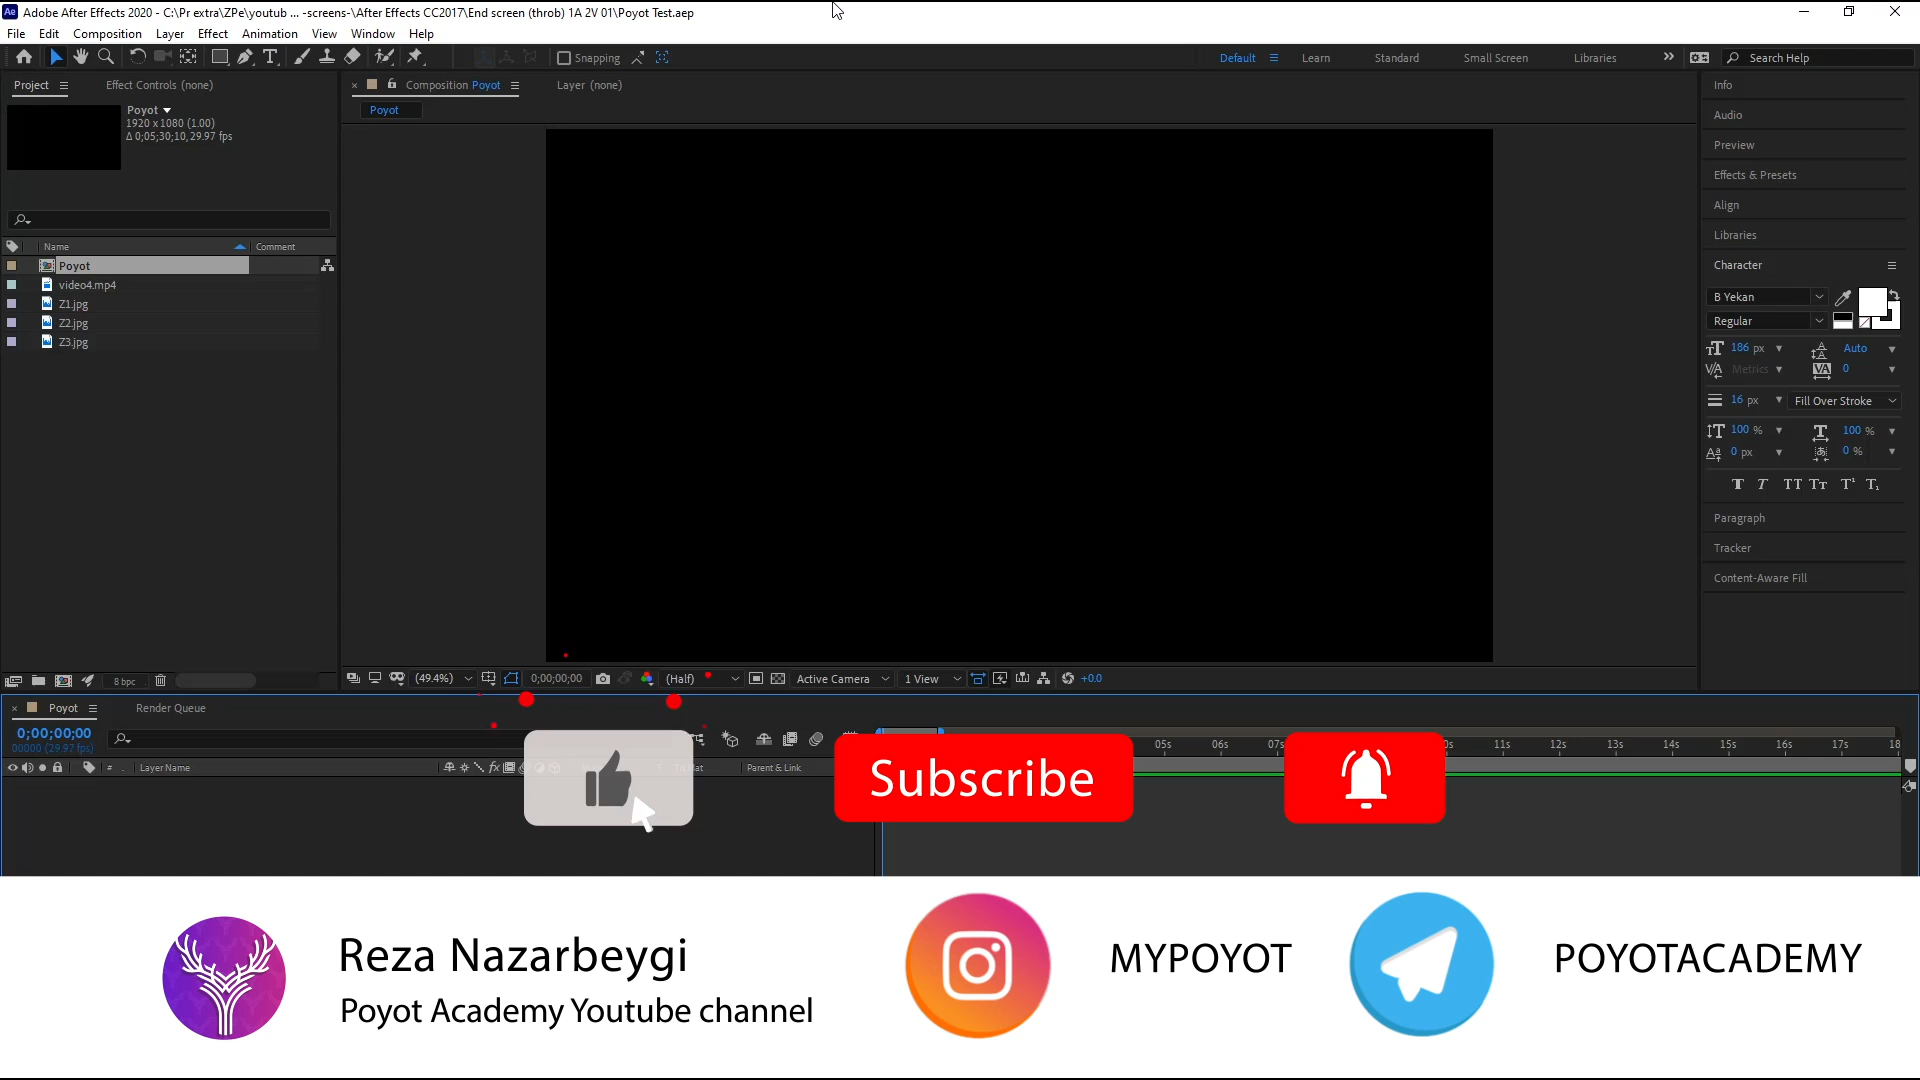 Adobe After Effects 2020 - C:\Pr extra\ZPe\youtub ... -screens-\After Effects CC2017\End screen (throb) 1A 2V 01\Poyot Test.aep
File Edit Composition Layer Effect Animation View Window Help
Snapping
Default Learn Standard Small Screen Libraries Search Help
Project Effect Controls (none)
Composition Poyot Layer (none)
Poyot
Poyot
1920 x 1080 (1.00)
Δ 0;05;30;10, 29.97 fps
Name Comment
Poyot
video4.mp4
Z1.jpg
Z2.jpg
Z3.jpg
8 bpc
(49.4%) 0;00;00;00 (Half) Active Camera 1 View +0.0
Info
Audio
Preview
Effects & Presets
Align
Libraries
Character
B Yekan
Regular
186 px Auto
Metrics 0
16 px Fill Over Stroke
100 % 100 %
0 px 0 %
Paragraph
Tracker
Content-Aware Fill
Poyot Render Queue
0;00;00;00
00000 (29.97 fps)
05s 06s 11s 12s 13s 14s 15s 16s 17s 18
# Layer Name Parent & Link
Subscribe
Reza Nazarbeygi
Poyot Academy Youtube channel
MYPOYOT
POYOTACADEMY